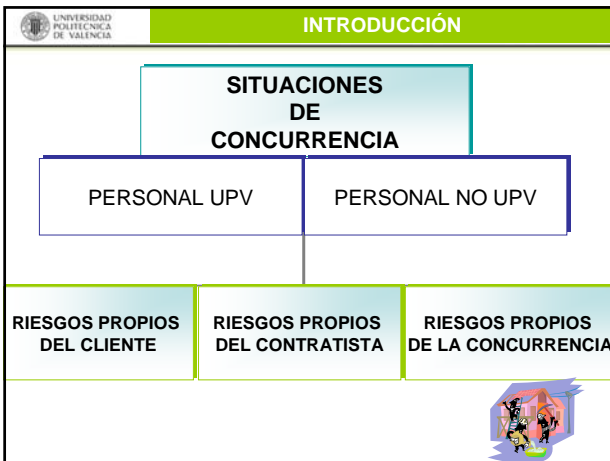 UNIVERSIDAD
POLITECNICA
DE VALENCIA
INTRODUCCIÓN
SITUACIONES
DE
CONCURRENCIA
PERSONAL UPV
PERSONAL NO UPV
RIESGOS PROPIOS
DEL CLIENTE
RIESGOS PROPIOS
DEL CONTRATISTA
RIESGOS PROPIOS
DE LA CONCURRENCIA